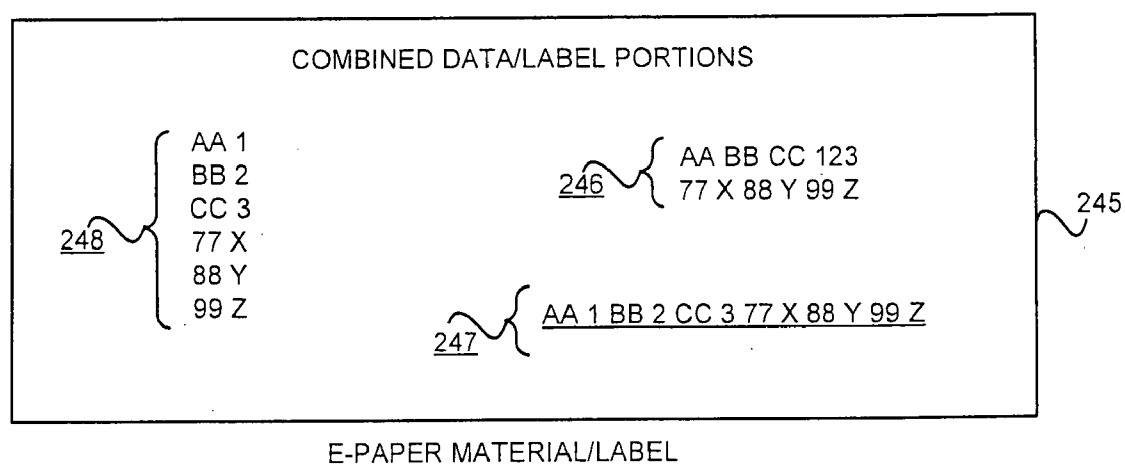 COMBINED DATA/LABEL PORTIONS
AA 1
BB 2
CC 3
77 X
88 Y
99 Z
248
AA BB CC 123
77 X 88 Y 99 Z
246
245
AA 1 BB 2 CC 3 77 X 88 Y 99 Z
247
E-PAPER MATERIAL/LABEL